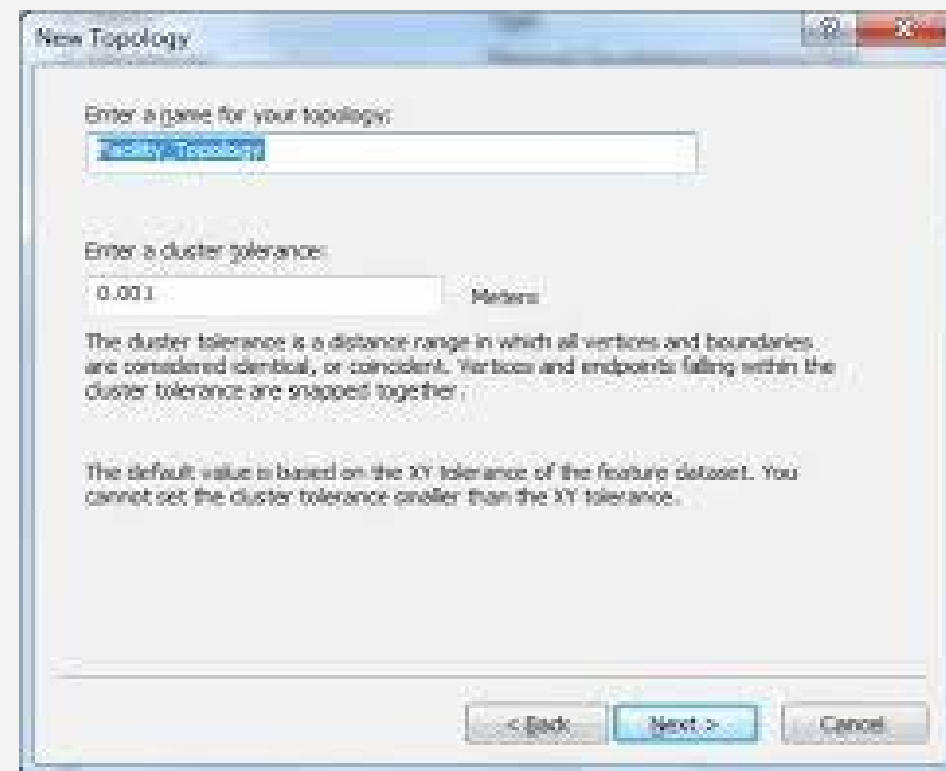 New Topology
Enter a name for your topology:
Facility_Topology
Enter a cluster tolerance:
0.001 Meters
The cluster tolerance is a distance range in which all vertices and boundaries
are considered identical, or coincident. Vertices and endpoints falling within the
cluster tolerance are snapped together.
The default value is based on the XY tolerance of the feature dataset. You
cannot set the cluster tolerance smaller than the XY tolerance.
< Back Next > Cancel